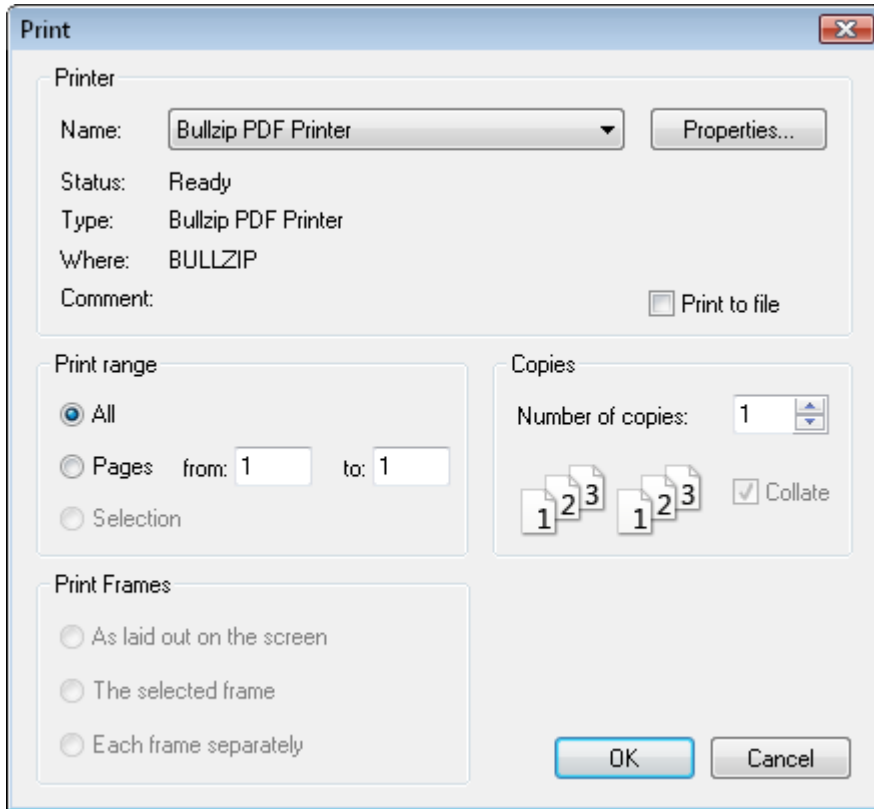 Print
Printer
Name: Bullzip PDF Printer Properties...
Status: Ready
Type: Bullzip PDF Printer
Where: BULLZIP
Comment: Print to file
Print range Copies
All Number of copies: 1
Pages from: 1 to: 1
1 2 3 1 2 3 Collate
Selection
Print Frames
As laid out on the screen
The selected frame
Each frame separately
OK Cancel